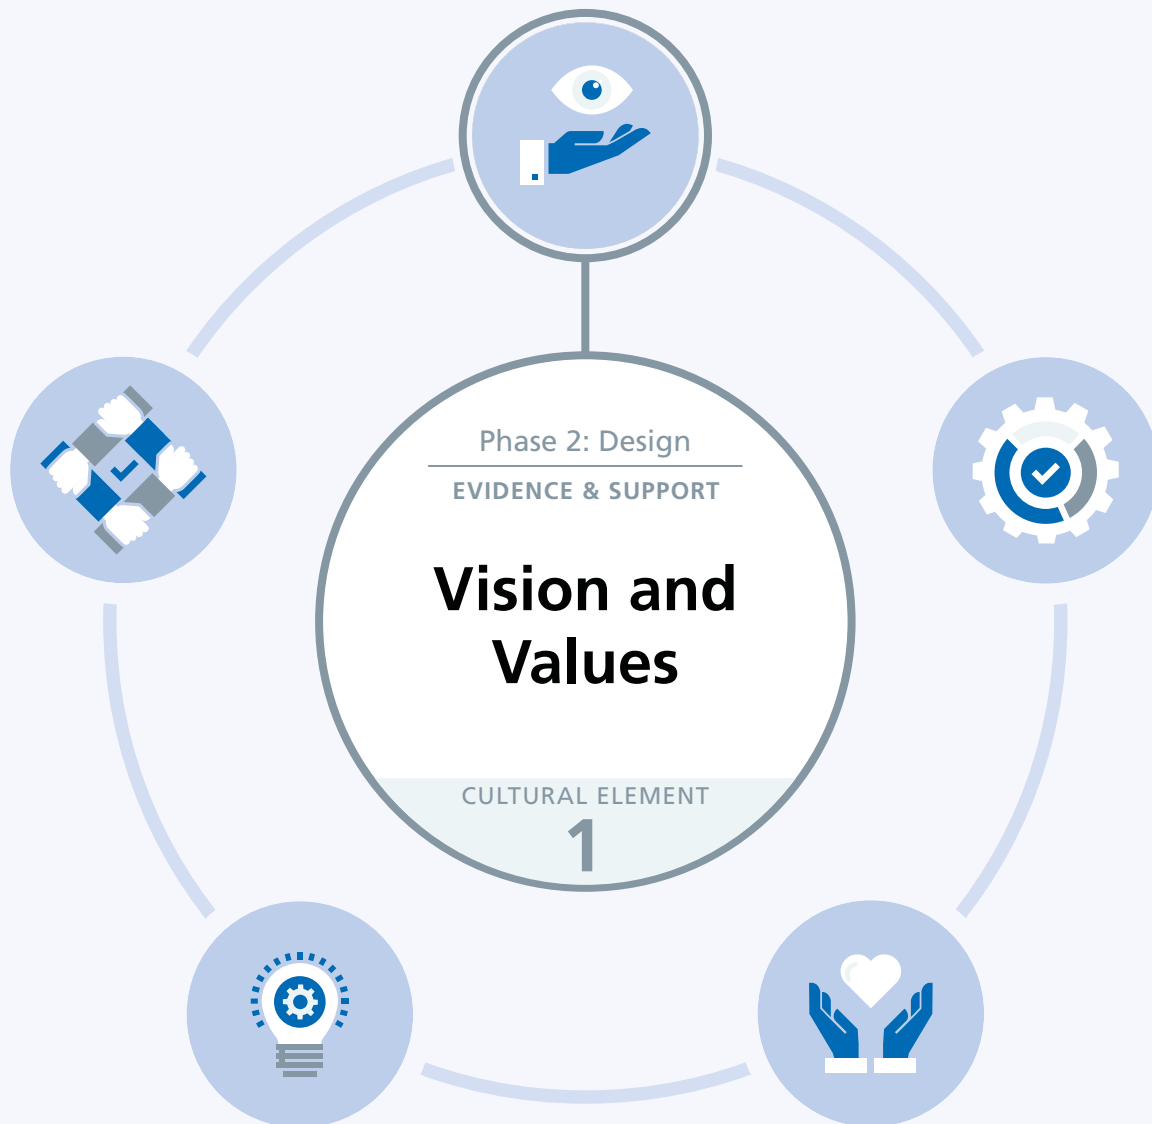 Phase 2: Design
EVIDENCE & SUPPORT
Vision and
Values
CULTURAL ELEMENT
1